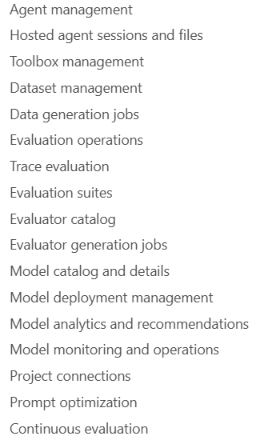 Agent management
Hosted agent sessions and files
Toolbox management
Dataset management
Data generation jobs
Evaluation operations
Trace evaluation
Evaluation suites
Evaluator catalog
Evaluator generation jobs
Model catalog and details
Model deployment management
Model analytics and recommendations
Model monitoring and operations
Project connections
Prompt optimization
Continuous evaluation